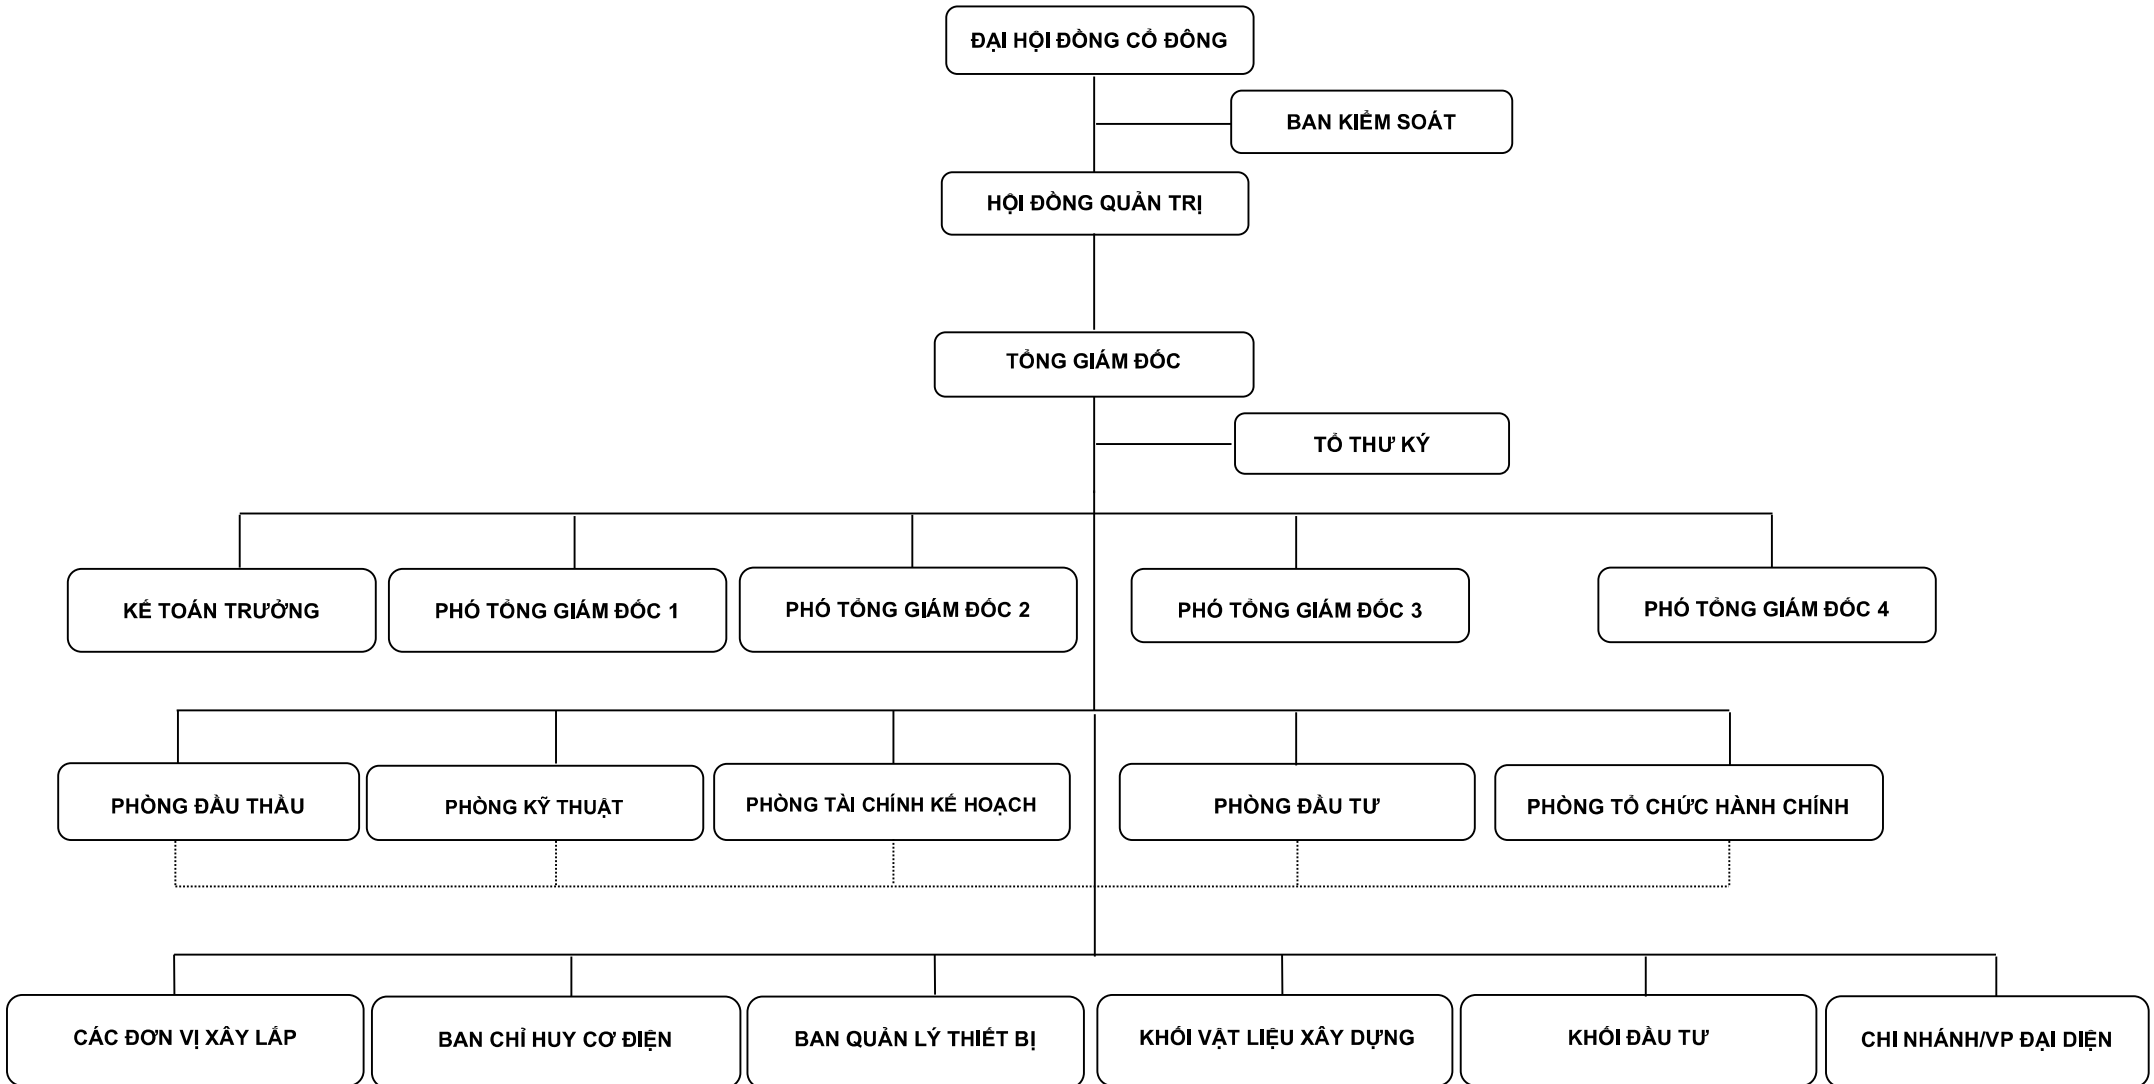 ĐẠI HỘI ĐỒNG CỔ ĐÔNG
BAN KIỂM SOÁT
HỘI ĐỒNG QUẢN TRỊ
TỔNG GIÁM ĐỐC
TỔ THƯ KÝ
KẾ TOÁN TRƯỞNG
PHÓ TỔNG GIÁM ĐỐC 1
PHÓ TỔNG GIÁM ĐỐC 2
PHÓ TỔNG GIÁM ĐỐC 3
PHÓ TỔNG GIÁM ĐỐC 4
PHÒNG ĐẦU THẦU
PHÒNG KỸ THUẬT
PHÒNG TÀI CHÍNH KẾ HOẠCH
PHÒNG ĐẦU TƯ
PHÒNG TỔ CHỨC HÀNH CHÍNH
CÁC ĐƠN VỊ XÂY LẮP
BAN CHỈ HUY CƠ ĐIỆN
BAN QUẢN LÝ THIẾT BỊ
KHỐI VẬT LIỆU XÂY DỰNG
KHỐI ĐẦU TƯ
CHI NHÁNH/VP ĐẠI DIỆN